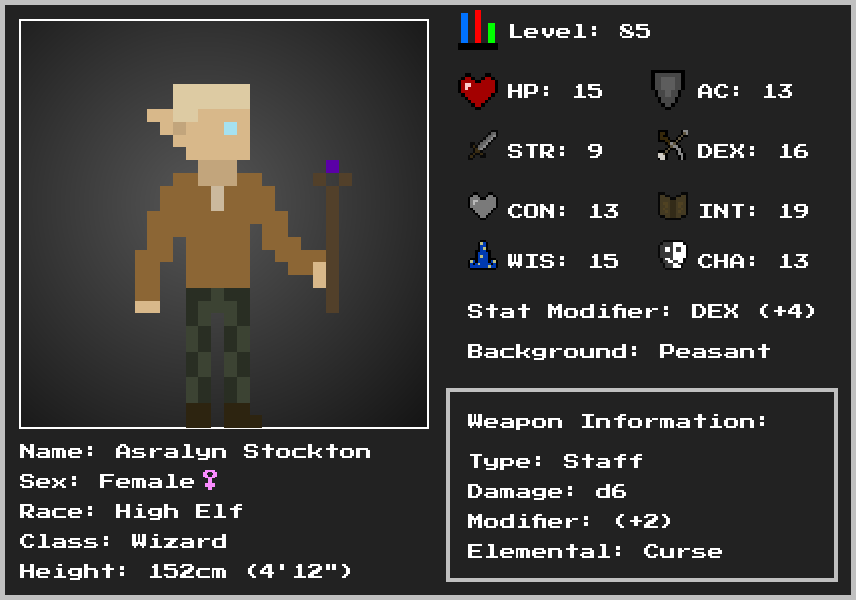 Level: 85
HP: 15 AC: 13
STR: 9 DEX: 16
CON: 13 INT: 19
WIS: 15 CHA: 13
Stat Modifier: DEX (+4)
Background: Peasant
Weapon Information:
Type: Staff
Damage: d6
Modifier: (+2)
Elemental: Curse
Name: Asralyn Stockton
Sex: Female♀
Race: High Elf
Class: Wizard
Height: 152cm (4'12")